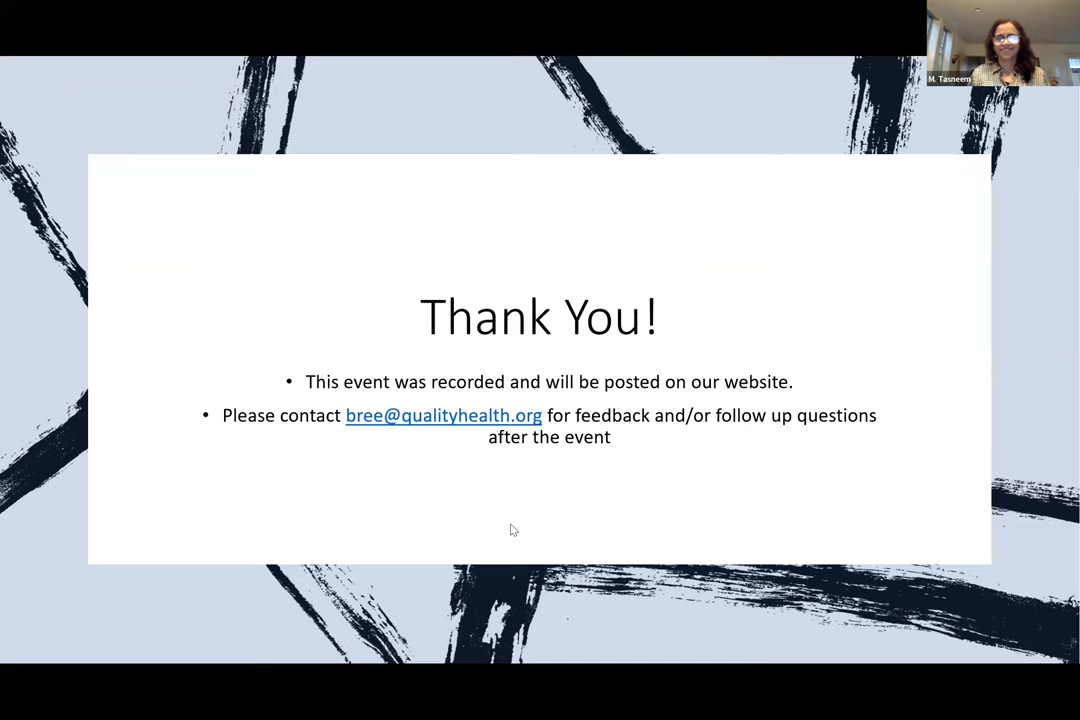 M. Tasneem
Thank You!
• This event was recorded and will be posted on our website.
• Please contact bree@qualityhealth.org for feedback and/or follow up questions
after the event